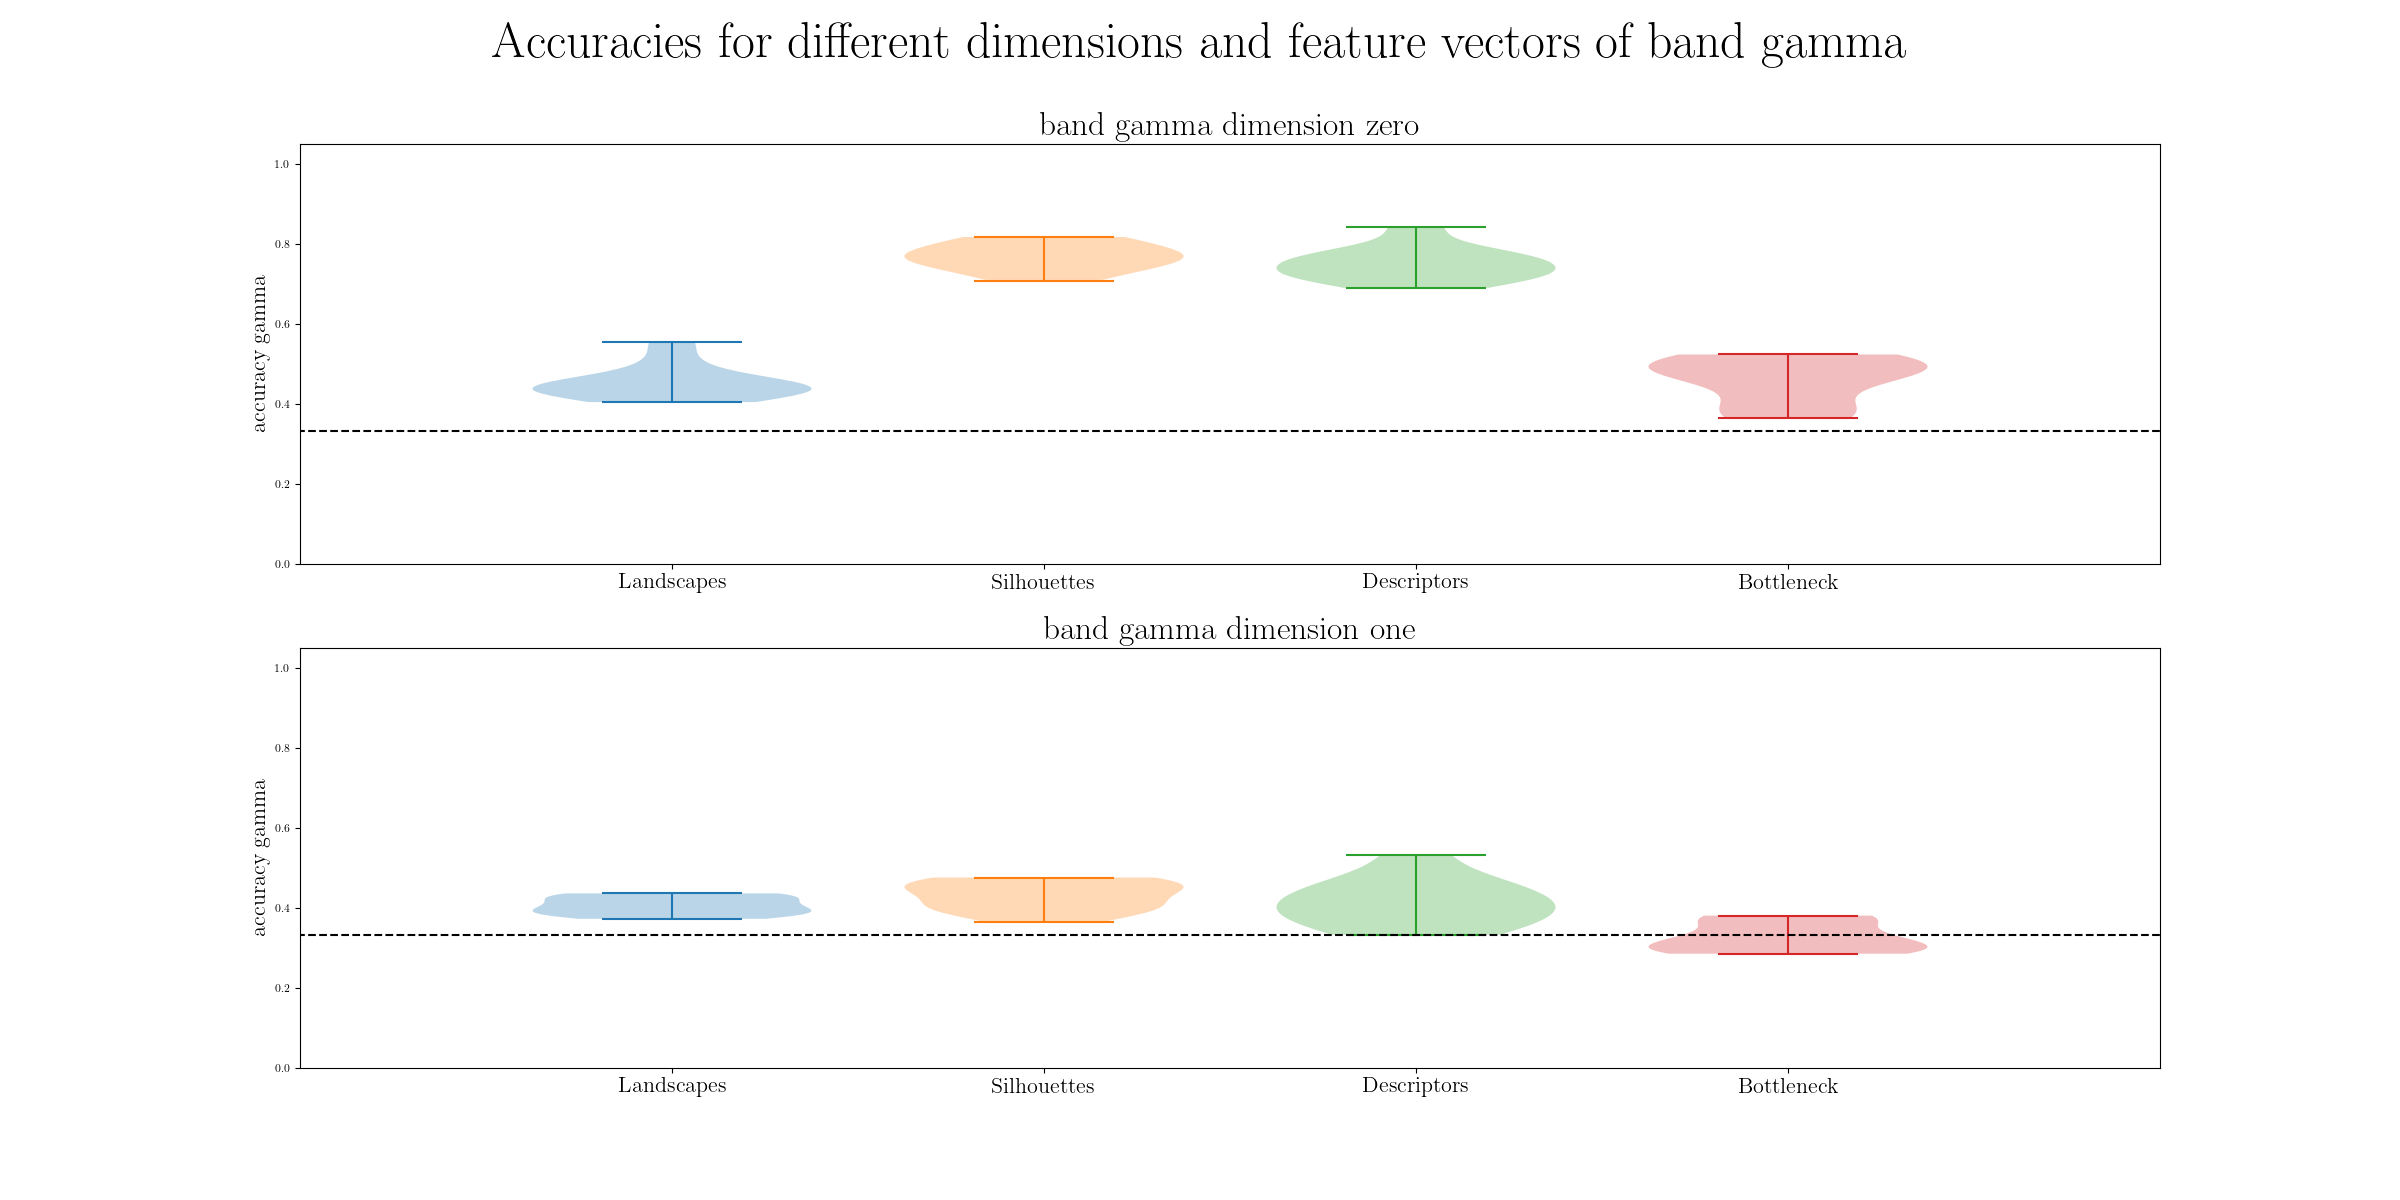 Accuracies for different dimensions and feature vectors of band gamma
band gamma dimension zero
accuracy gamma
1.0
0.8
0.6
0.4
0.2
0.0
Landscapes Silhouettes Descriptors Bottleneck
band gamma dimension one
accuracy gamma
1.0
0.8
0.6
0.4
0.2
0.0
Landscapes Silhouettes Descriptors Bottleneck